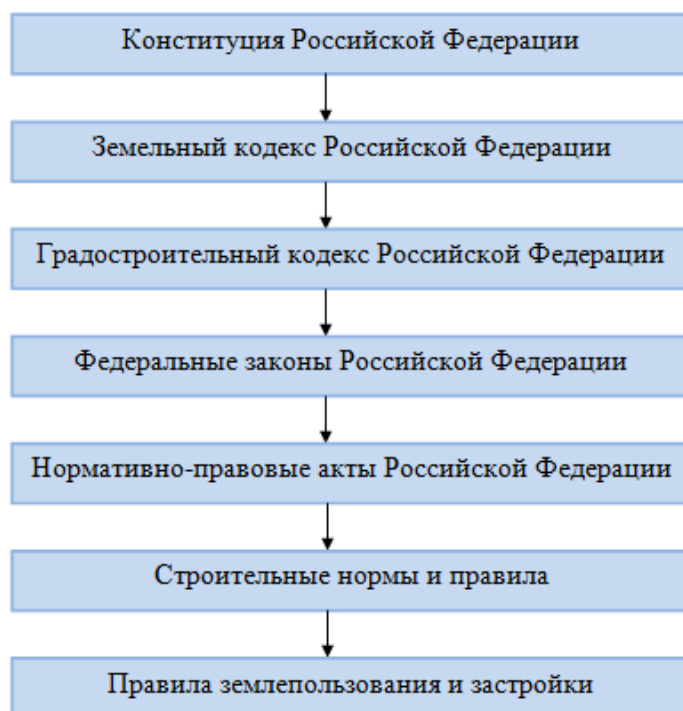 Конституция Российской Федерации
Земельный кодекс Российской Федерации
Градостроительный кодекс Российской Федерации
Федеральные законы Российской Федерации
Нормативно-правовые акты Российской Федерации
Строительные нормы и правила
Правила землепользования и застройки